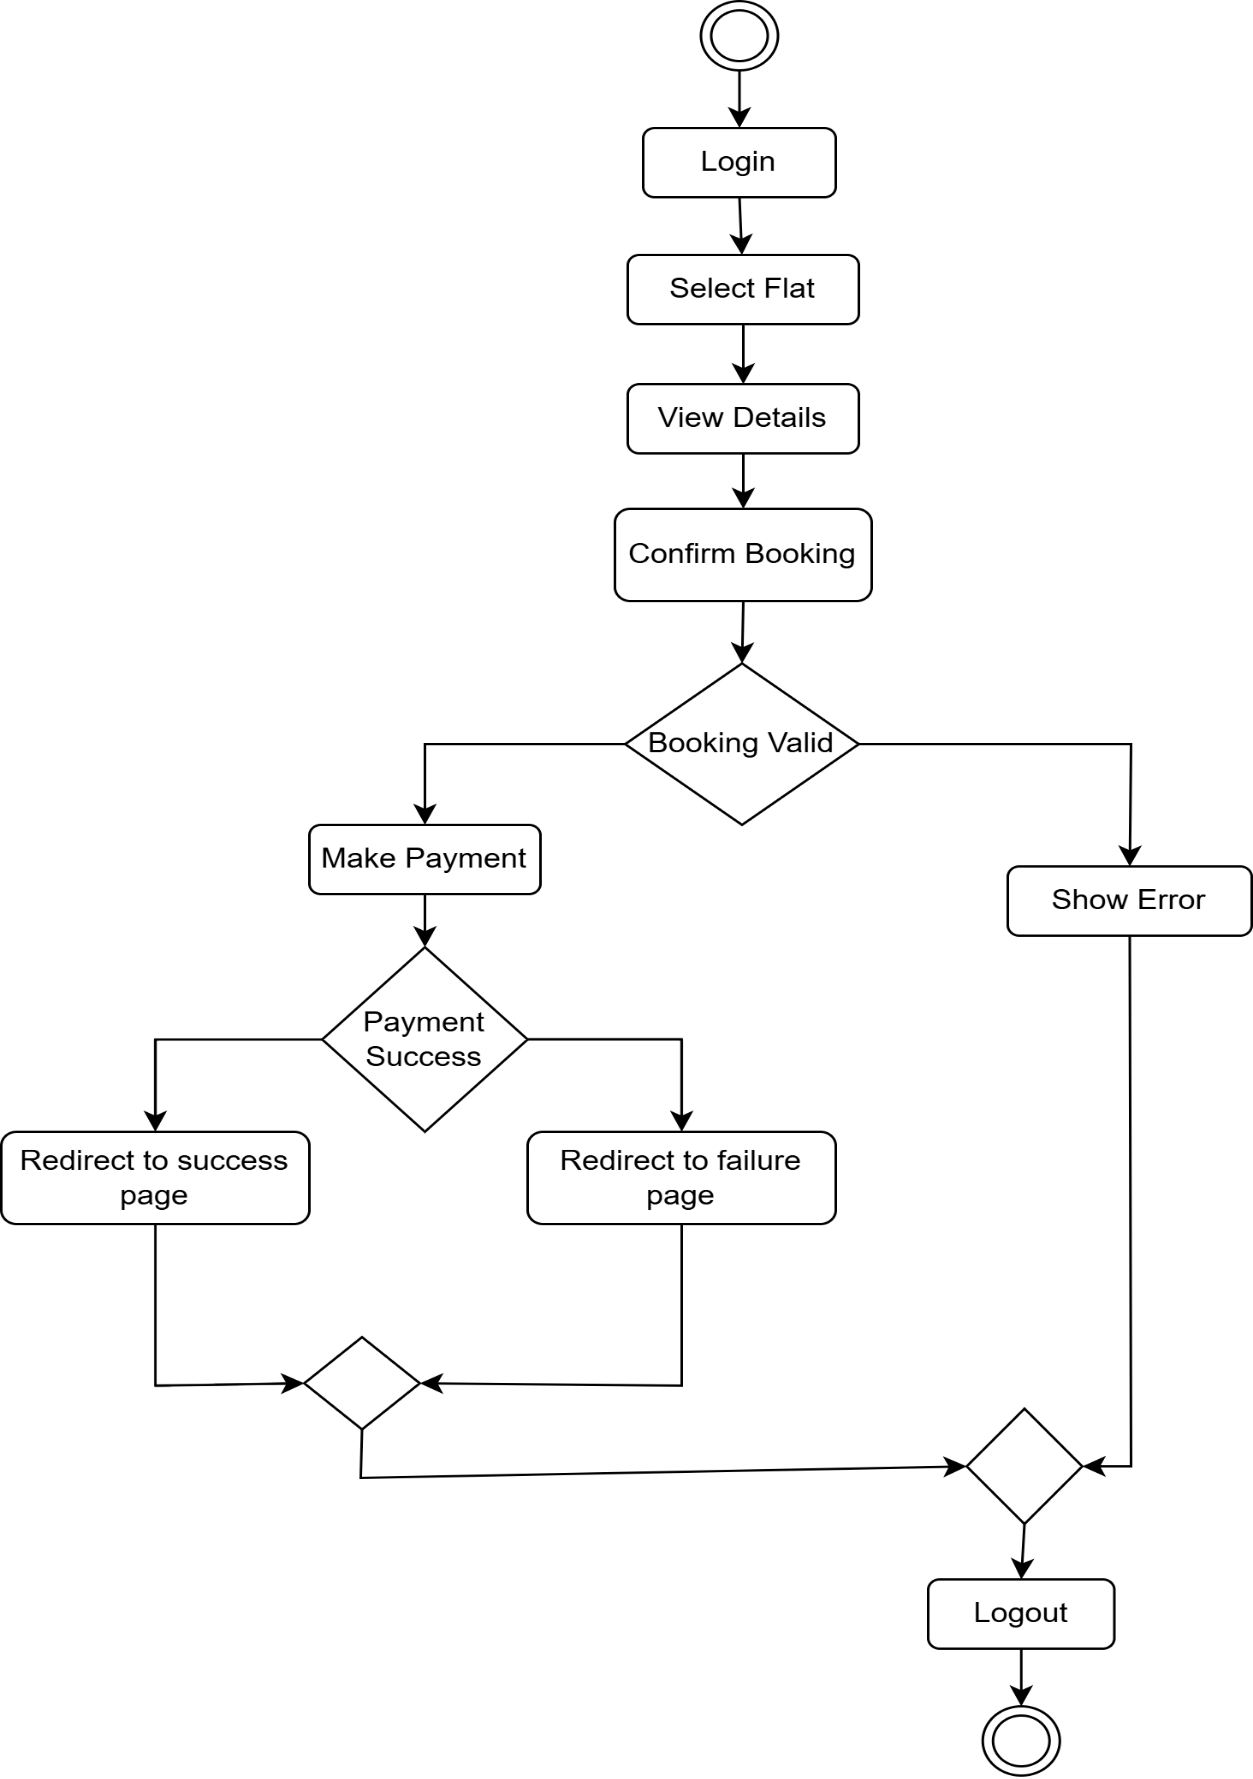 Login
Select Flat
View Details
Confirm Booking
Booking Valid
Make Payment
Show Error
Payment
Success
Redirect to success
page
Redirect to failure
page
Logout